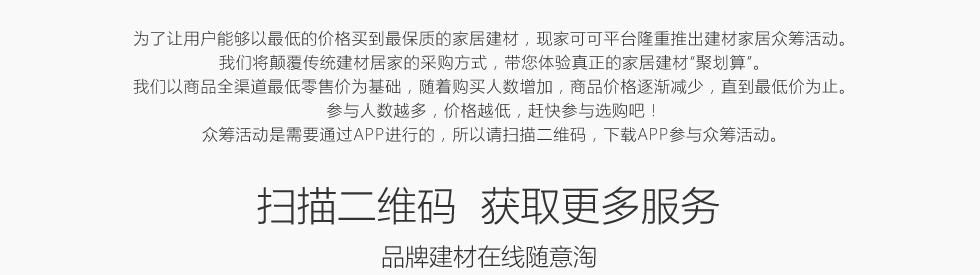 为了让用户能够以最低的价格买到最保质的家居建材，现家可可平台隆重推出建材家居众筹活动。
我们将颠覆传统建材居家的采购方式，带您体验真正的家居建材"聚划算"。
我们以商品全渠道最低零售价为基础，随着购买人数增加，商品价格逐渐减少，直到最低价为止。
参与人数越多，价格越低，赶快参与选购吧！
众筹活动是需要通过APP进行的，所以请扫描二维码，下载APP参与众筹活动。
扫描二维码 获取更多服务
品牌建材在线随意淘